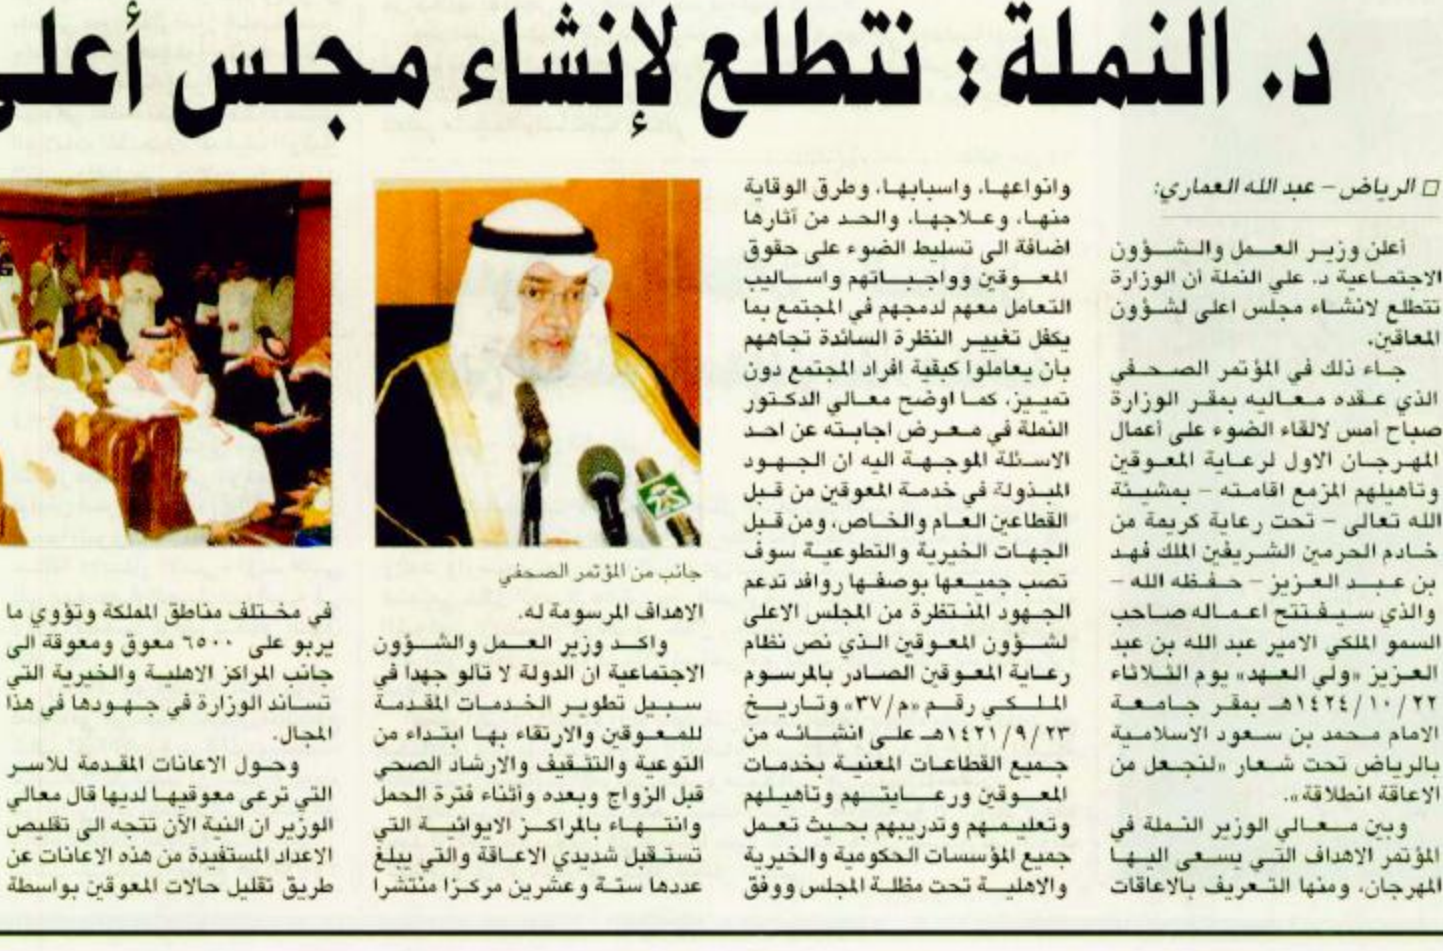 د. النملة: نتطلع لإنشاء مجلس أعلى
□ الرياض – عبد الله العماري:
أعلن وزير العمل والشؤون
الاجتماعية د. علي النملة أن الوزارة
تتطلع لانشاء مجلس اعلى لشؤون
المعاقين.
جاء ذلك في المؤتمر الصحفي
الذي عقده معاليه بمقر الوزارة
صباح أمس لالقاء الضوء على أعمال
المهرجان الاول لرعاية المعوقين
وتأهيلهم المزمع اقامته – بمشيئة
الله تعالى – تحت رعاية كريمة من
خادم الحرمين الشريفين الملك فهد
بن عبد العزيز – حفظه الله –
والذي سيفتتح اعماله صاحب
السمو الملكي الامير عبد الله بن عبد
العزيز «ولي العهد» يوم الثلاثاء
١٤٢٤/١٠/٢٢هـ بمقر جامعة
الامام محمد بن سعود الاسلامية
بالرياض تحت شعار «لنجعل من
الاعاقة انطلاقة».
وبين معالي الوزير النملة في
المؤتمر الاهداف التي يسعى اليها
المهرجان، ومنها التعريف بالاعاقات
وانواعها، واسبابها، وطرق الوقاية
منها، وعلاجها، والحد من آثارها
اضافة الى تسليط الضوء على حقوق
المعوقين وواجباتهم واساليب
التعامل معهم لدمجهم في المجتمع بما
يكفل تغيير النظرة السائدة تجاههم
بأن يعاملوا كبقية افراد المجتمع دون
تمييز، كما اوضح معالي الدكتور
النملة في معرض اجابته عن احد
الاسئلة الموجهة اليه ان الجهود
المبذولة في خدمة المعوقين من قبل
القطاعين العام والخاص، ومن قبل
الجهات الخيرية والتطوعية سوف
تصب جميعها بوصفها روافد تدعم
الجهود المنتظرة من المجلس الاعلى
لشؤون المعوقين الذي نص نظام
رعاية المعوقين الصادر بالمرسوم
الملكي رقم «م/٣٧» وتاريخ
١٤٢١/٩/٢٣هـ على انشائه من
جميع القطاعات المعنية بخدمات
المعوقين ورعايتهم وتأهيلهم
وتعليمهم وتدريبهم بحيث تعمل
جميع المؤسسات الحكومية والخيرية
والاهلية تحت مظلة المجلس ووفق
جانب من المؤتمر الصحفي
الاهداف المرسومة له.
واكد وزير العمل والشؤون
الاجتماعية ان الدولة لا تألو جهدا في
سبيل تطوير الخدمات المقدمة
للمعوقين والارتقاء بها ابتداء من
التوعية والتثقيف والارشاد الصحي
قبل الزواج وبعده وأثناء فترة الحمل
وانتهاء بالمراكز الايوائية التي
تستقبل شديدي الاعاقة والتي يبلغ
عددها ستة وعشرين مركزا منتشرا
في مختلف مناطق المملكة وتؤوي ما
يربو على ٦٥٠٠ معوق ومعوقة الى
جانب المراكز الاهلية والخيرية التي
تساند الوزارة في جهودها في هذا
المجال.
وحول الاعانات المقدمة للاسر
التي ترعى معوقيها لديها قال معالي
الوزير ان النية الآن تتجه الى تقليص
الاعداد المستفيدة من هذه الاعانات عن
طريق تقليل حالات المعوقين بواسطة